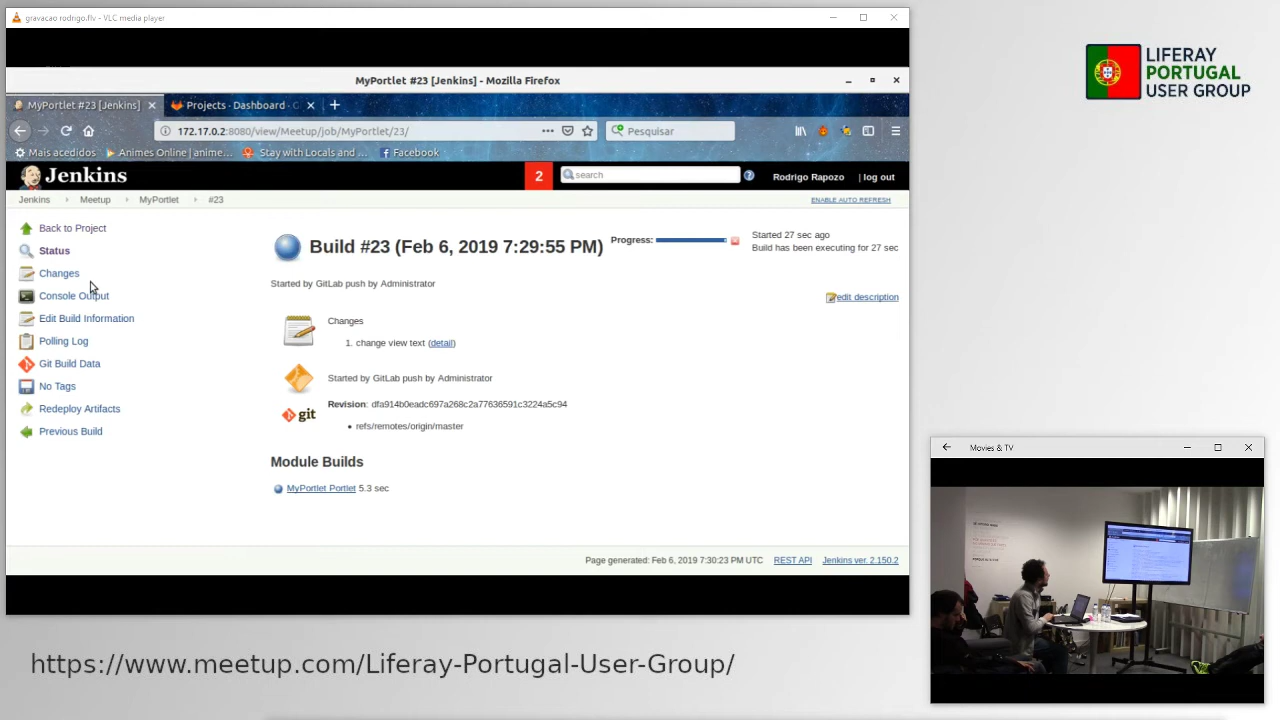 gravacao rodrigo.flv - VLC media player
MyPortlet #23 [Jenkins] - Mozilla Firefox
MyPortlet #23 [Jenkins]
Projects · Dashboard · G
172.17.0.2:8080/view/Meetup/job/MyPortlet/23/
Pesquisar
Mais acedidos
Animes Online | anime…
Stay with Locals and …
Facebook
Jenkins
2
search
Rodrigo Rapozo
| log out
Jenkins
Meetup
MyPortlet
#23
ENABLE AUTO REFRESH
Back to Project
Status
Changes
Console Output
Edit Build Information
Polling Log
Git Build Data
No Tags
Redeploy Artifacts
Previous Build
Build #23 (Feb 6, 2019 7:29:55 PM)
Progress:
Started 27 sec ago
Build has been executing for 27 sec
Started by GitLab push by Administrator
edit description
Changes
1. change view text (detail)
Started by GitLab push by Administrator
git
Revision: dfa914b0eadc697a268c2a77636591c3224a5c94
• refs/remotes/origin/master
Module Builds
MyPortlet Portlet 5.3 sec
Page generated: Feb 6, 2019 7:30:23 PM UTC
REST API
Jenkins ver. 2.150.2
LIFERAY
PORTUGAL
USER GROUP
Movies & TV
https://www.meetup.com/Liferay-Portugal-User-Group/